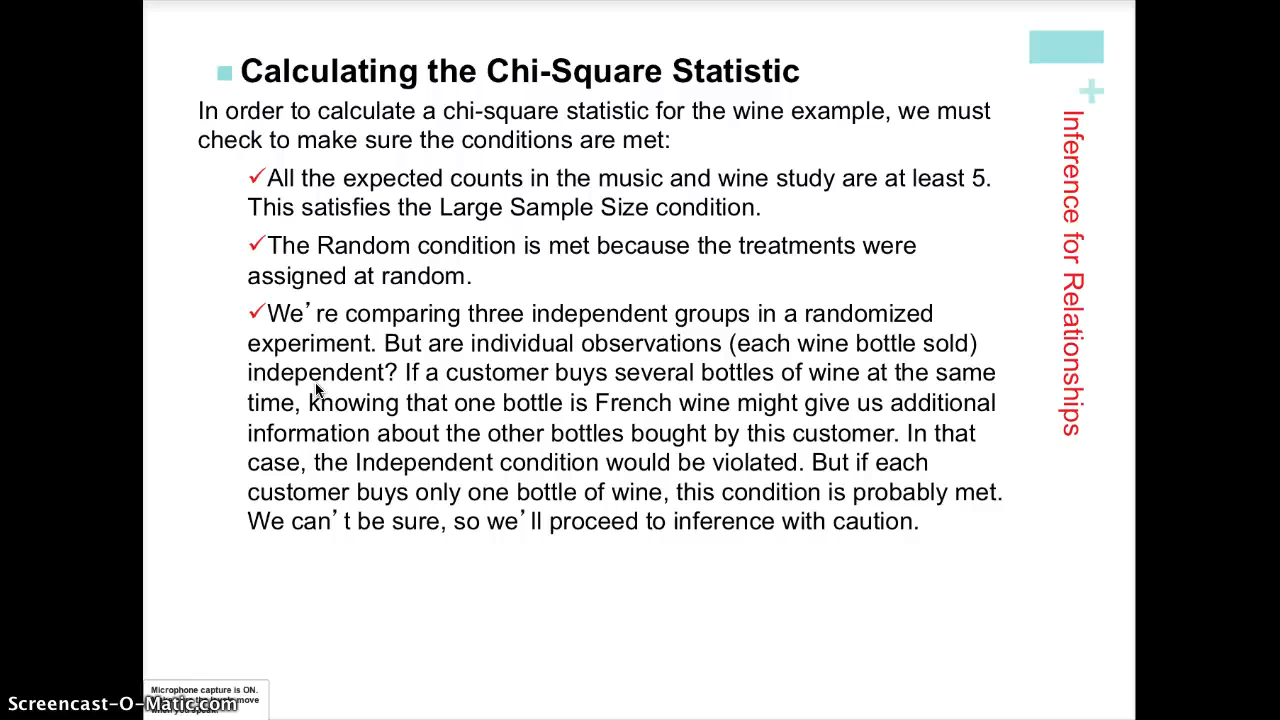 Calculating the Chi-Square Statistic
In order to calculate a chi-square statistic for the wine example, we must
check to make sure the conditions are met:
✓All the expected counts in the music and wine study are at least 5.
This satisfies the Large Sample Size condition.
✓The Random condition is met because the treatments were
assigned at random.
✓We're comparing three independent groups in a randomized
experiment. But are individual observations (each wine bottle sold)
independent? If a customer buys several bottles of wine at the same
time, knowing that one bottle is French wine might give us additional
information about the other bottles bought by this customer. In that
case, the Independent condition would be violated. But if each
customer buys only one bottle of wine, this condition is probably met.
We can't be sure, so we'll proceed to inference with caution.
+
Inference for Relationships
Microphone capture is ON.
move
Screencast-O-Matic.com